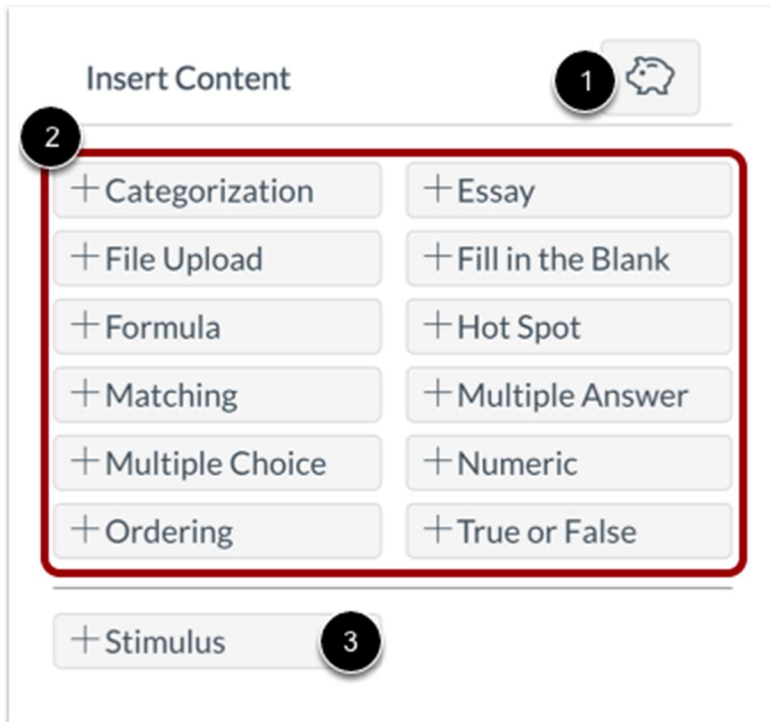 Insert Content 1
2
+ Categorization + Essay
+ File Upload + Fill in the Blank
+ Formula + Hot Spot
+ Matching + Multiple Answer
+ Multiple Choice + Numeric
+ Ordering + True or False
+ Stimulus 3